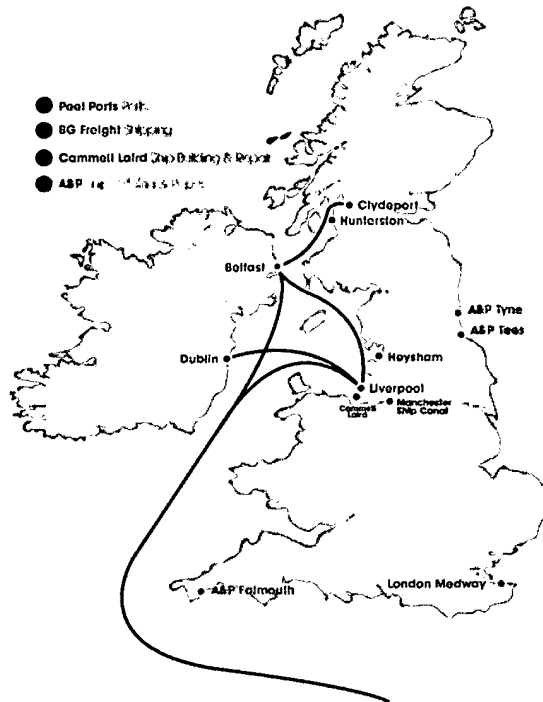 Peel Ports
BG Freight Shipping
Cammell Laird Ship Building & Repair
A&P
Clydeport
Hunterston
Belfast
A&P Tyne
A&P Tees
Dublin
Heysham
Liverpool
Cammell
Laird
Manchester
Ship Canal
A&P Falmouth
London Medway